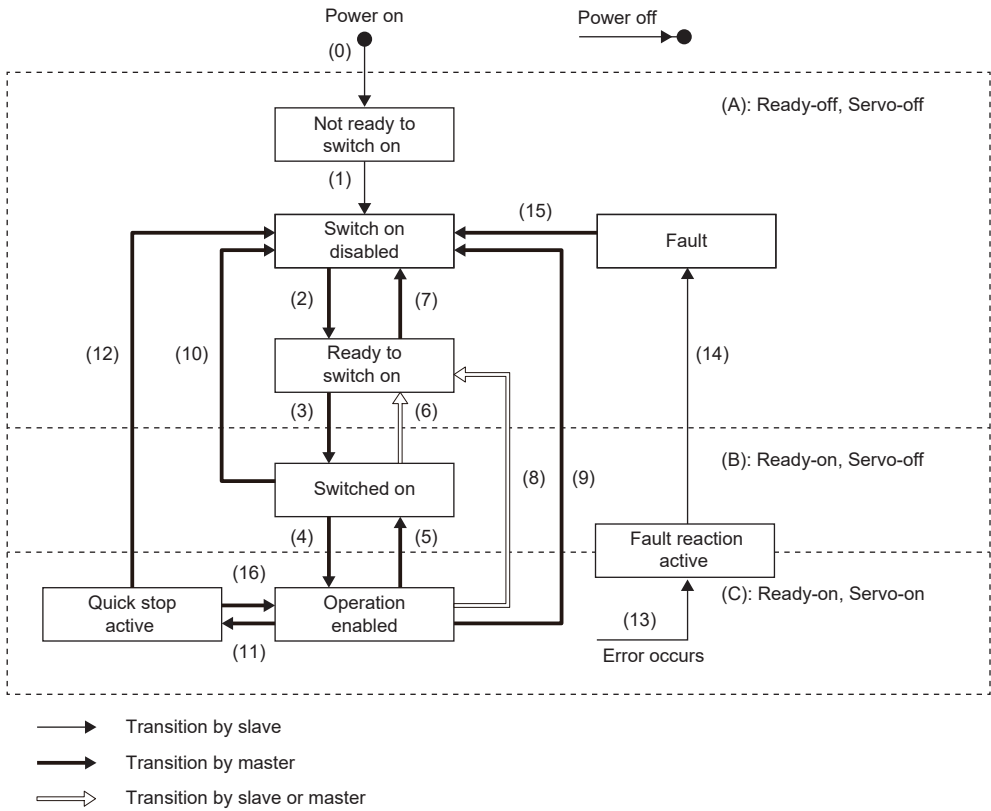 Power on
Power off
(0)
(A): Ready-off, Servo-off
Not ready to
switch on
(1)
(15)
Switch on
disabled
Fault
(2)
(7)
(12)
(10)
Ready to
switch on
(14)
(3)
(6)
(B): Ready-on, Servo-off
Switched on
(8)
(9)
(4)
(5)
Fault reaction
active
(16)
(C): Ready-on, Servo-on
Quick stop
active
Operation
enabled
(13)
(11)
Error occurs
Transition by slave
Transition by master
Transition by slave or master